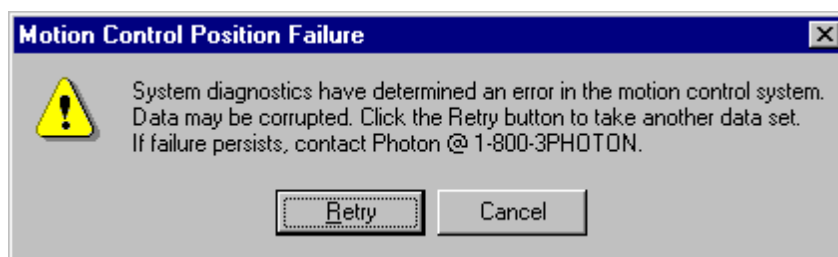 Motion Control Position Failure
System diagnostics have determined an error in the motion control system.
Data may be corrupted. Click the Retry button to take another data set.
If failure persists, contact Photon @ 1-800-3PHOTON.
Retry
Cancel